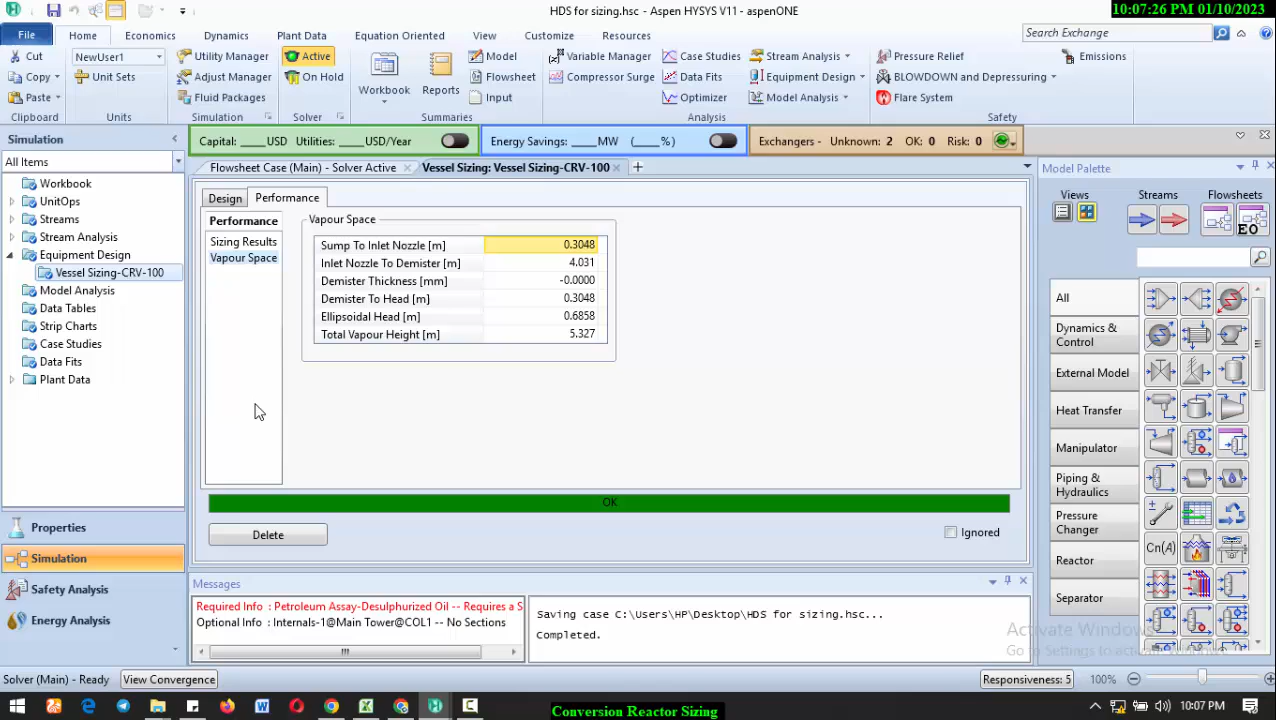 HDS for sizing.hsc - Aspen HYSYS V11 - aspenONE
10:07:26 PM 01/10/2023
File Home Economics Dynamics Plant Data Equation Oriented View Customize Resources
Search Exchange
Cut
Copy
Paste
Clipboard
NewUser1
Unit Sets
Units
Utility Manager
Adjust Manager
Fluid Packages
Simulation
Active
On Hold
Solver
Workbook
Reports
Model
Flowsheet
Input
Summaries
Variable Manager
Compressor Surge
Case Studies
Data Fits
Optimizer
Stream Analysis
Equipment Design
Model Analysis
Analysis
Pressure Relief
BLOWDOWN and Depressuring
Flare System
Emissions
Safety
Simulation
All Items
Workbook
UnitOps
Streams
Stream Analysis
Equipment Design
Vessel Sizing-CRV-100
Model Analysis
Data Tables
Strip Charts
Case Studies
Data Fits
Plant Data
Properties
Simulation
Safety Analysis
Energy Analysis
Capital: ____ USD Utilities: ____ USD/Year
Energy Savings: ____ MW (____ %)
Exchangers - Unknown: 2 OK: 0 Risk: 0
Flowsheet Case (Main) - Solver Active
Vessel Sizing: Vessel Sizing-CRV-100
Design Performance
Performance
Sizing Results
Vapour Space
Vapour Space
Sump To Inlet Nozzle [m] 0.3048
Inlet Nozzle To Demister [m] 4.031
Demister Thickness [mm] -0.0000
Demister To Head [m] 0.3048
Ellipsoidal Head [m] 0.6858
Total Vapour Height [m] 5.327
OK
Delete
Ignored
Messages
Required Info : Petroleum Assay-Desulphurized Oil -- Requires a S
Optional Info : Internals-1@Main Tower@COL1 -- No Sections
Saving case C:\Users\HP\Desktop\HDS for sizing.hsc...
Completed.
Model Palette
Views Streams Flowsheets
EO
All
Dynamics & Control
External Model
Heat Transfer
Manipulator
Piping & Hydraulics
Pressure Changer
Reactor
Separator
Cn(A)
Activate Windows
Solver (Main) - Ready
View Convergence
Responsiveness: 5
100%
10:07 PM
Conversion Reactor Sizing